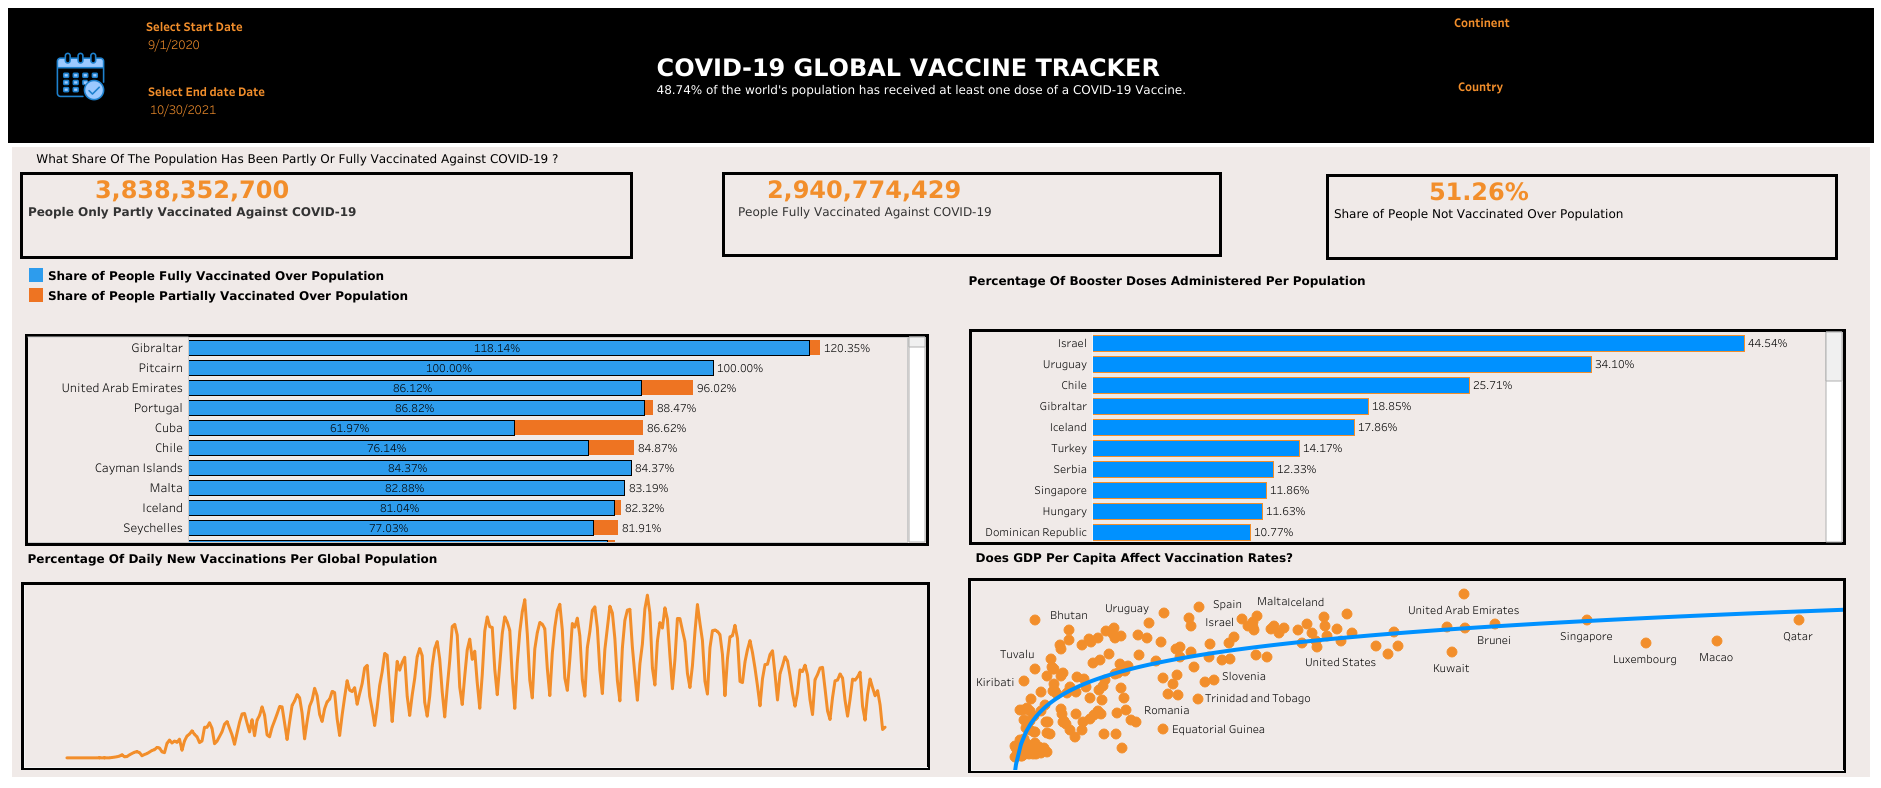 Select Start Date
9/1/2020
Select End date Date
10/30/2021
COVID-19 GLOBAL VACCINE TRACKER
48.74% of the world's population has received at least one dose of a COVID-19 Vaccine.
Continent
Country
What Share Of The Population Has Been Partly Or Fully Vaccinated Against COVID-19 ?
3,838,352,700
People Only Partly Vaccinated Against COVID-19
2,940,774,429
People Fully Vaccinated Against COVID-19
51.26%
Share of People Not Vaccinated Over Population
Share of People Fully Vaccinated Over Population
Share of People Partially Vaccinated Over Population
Gibraltar 118.14% 120.35%
Pitcairn 100.00% 100.00%
United Arab Emirates 86.12% 96.02%
Portugal 86.82% 88.47%
Cuba 61.97% 86.62%
Chile 76.14% 84.87%
Cayman Islands 84.37% 84.37%
Malta 82.88% 83.19%
Iceland 81.04% 82.32%
Seychelles 77.03% 81.91%
Percentage Of Booster Doses Administered Per Population
Israel 44.54%
Uruguay 34.10%
Chile 25.71%
Gibraltar 18.85%
Iceland 17.86%
Turkey 14.17%
Serbia 12.33%
Singapore 11.86%
Hungary 11.63%
Dominican Republic 10.77%
Percentage Of Daily New Vaccinations Per Global Population
Does GDP Per Capita Affect Vaccination Rates?
Bhutan
Uruguay
Spain
Malta
Iceland
Israel
United Arab Emirates
Brunei
Singapore
Qatar
Tuvalu
United States
Kuwait
Luxembourg
Macao
Kiribati
Slovenia
Trinidad and Tobago
Romania
Equatorial Guinea